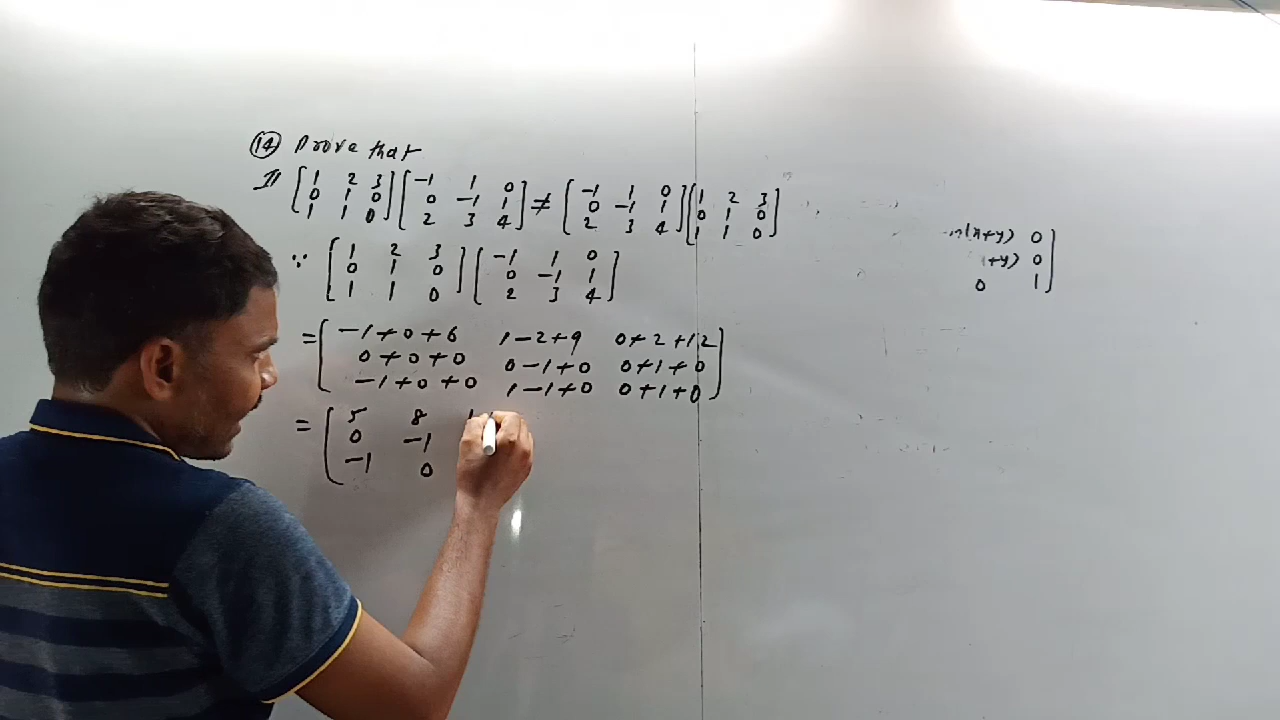 14 Prove that
II [ 1 2 3 [ -1 1 0 ≠ [ -1 1 0 [ 1 2 3
0 1 0 ] 0 -1 1 ] 0 -1 1 ] 0 1 0 ]
1 1 0 2 3 4 2 3 4 1 1 0
∵ [ 1 2 3 ] [ -1 1 0 ]
0 1 0 0 -1 1
1 1 0 2 3 4
= [ -1+0+6 1-2+9 0+2+12 ]
0+0+0 0-1+0 0+1+0
-1+0+0 1-1+0 0+1+0
= [ 5 8 1
0 -1
-1 0
(x+y) 0
+y) 0
0 1 ]